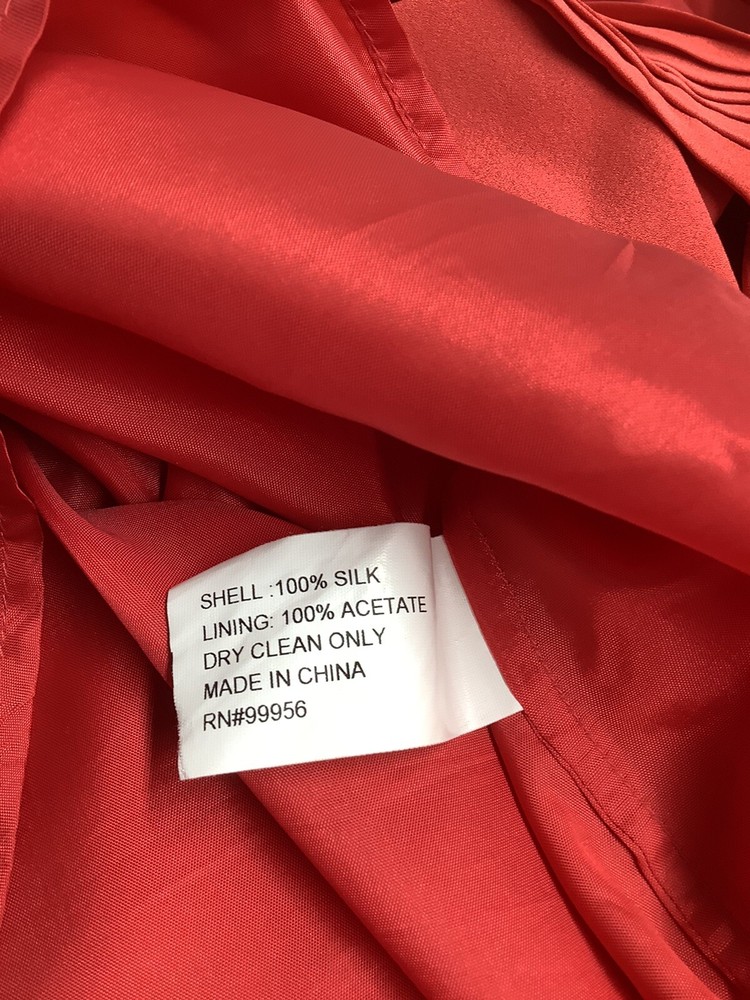 SHELL :100% SILK
LINING: 100% ACETATE
DRY CLEAN ONLY
MADE IN CHINA
RN#99956